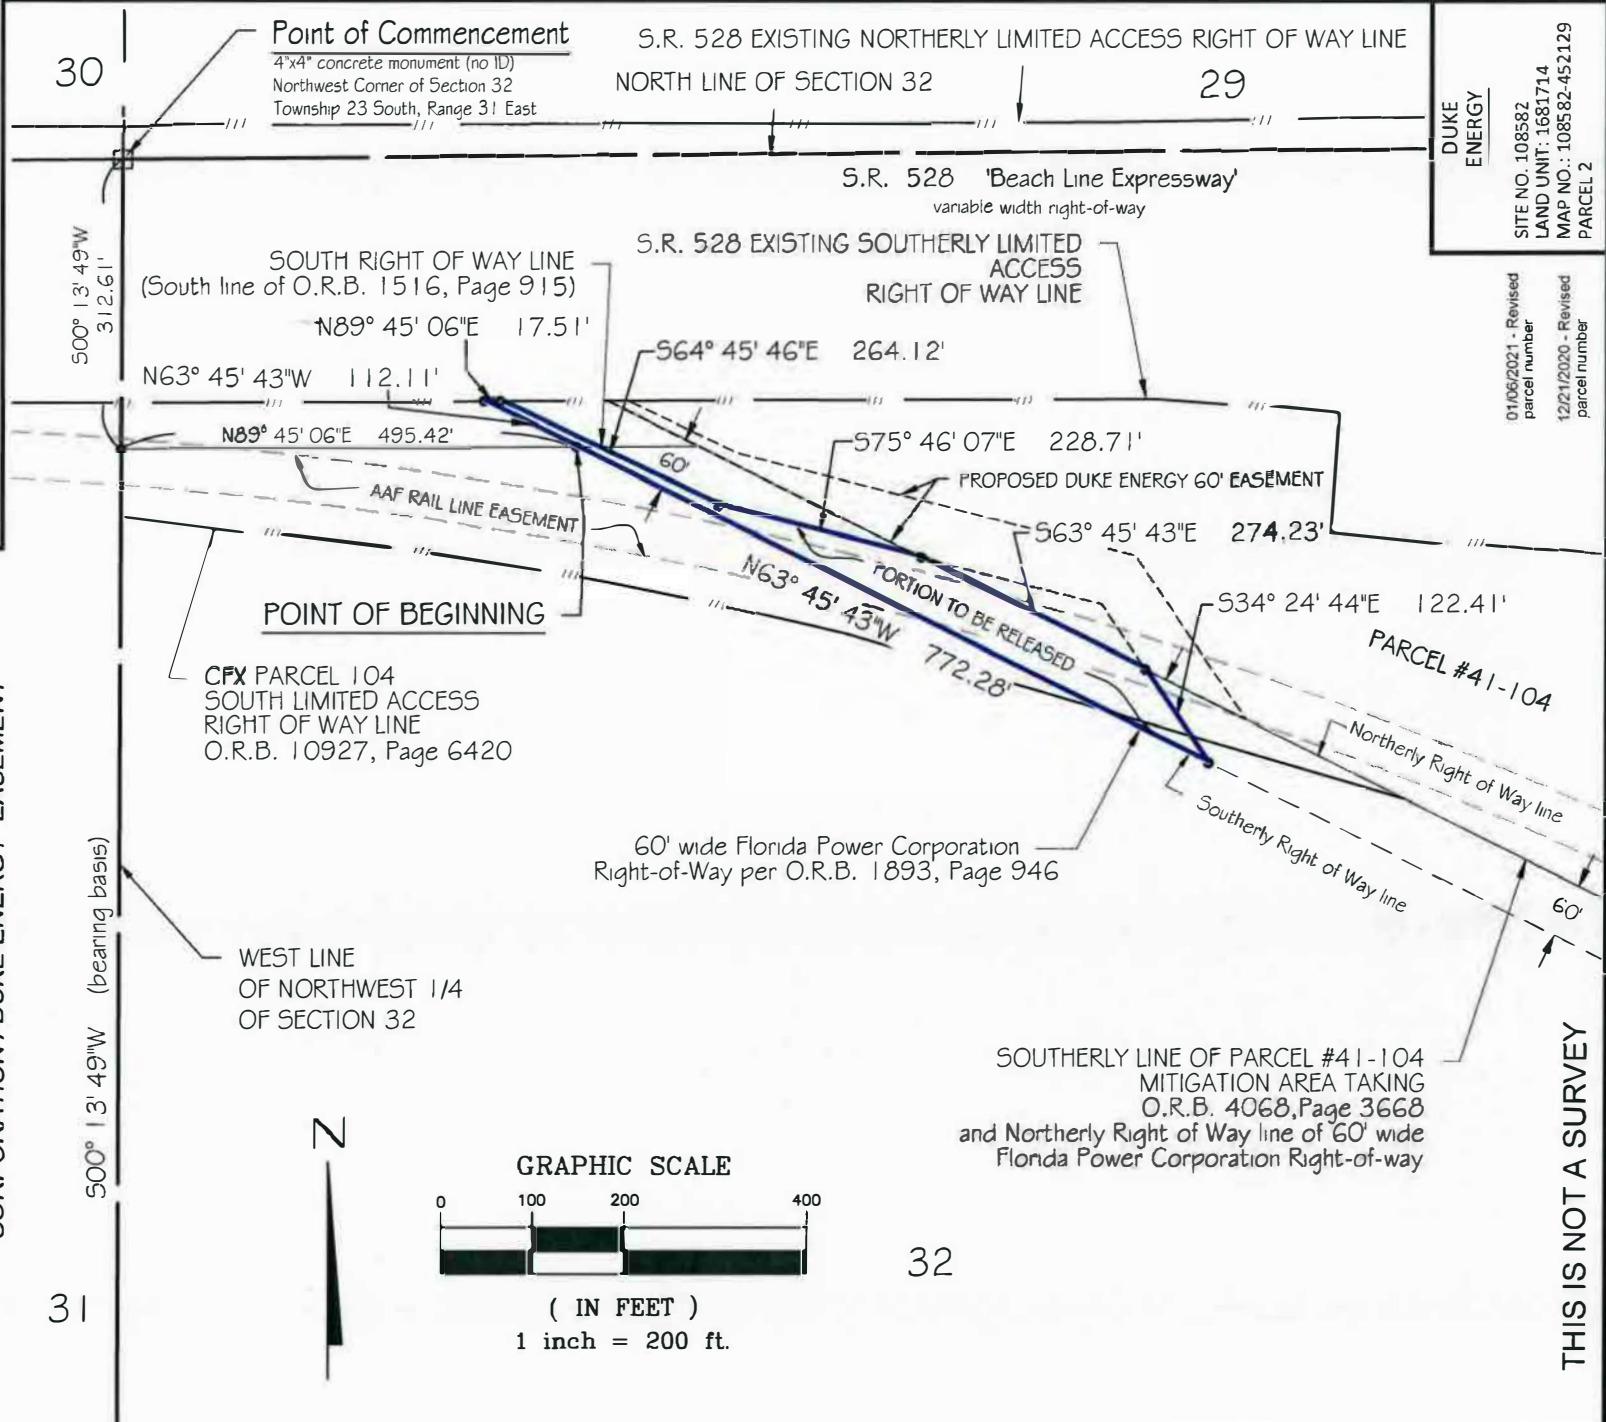 30
Point of Commencement
4"x4" concrete monument (no ID)
Northwest Corner of Section 32
Township 23 South, Range 31 East
S.R. 528 EXISTING NORTHERLY LIMITED ACCESS RIGHT OF WAY LINE
NORTH LINE OF SECTION 32
29
DUKE
ENERGY
SITE NO. 108582
LAND UNIT: 1681714
MAP NO.: 108582-452129
PARCEL 2
S.R. 528 'Beach Line Expressway'
variable width right-of-way
01/06/2021 - Revised
parcel number
12/21/2020 - Revised
parcel number
S00° 13' 49"W
312.61'
SOUTH RIGHT OF WAY LINE
(South line of O.R.B. 1516, Page 915)
S.R. 528 EXISTING SOUTHERLY LIMITED
ACCESS
RIGHT OF WAY LINE
N89° 45' 06"E 17.51'
S64° 45' 46"E 264.12'
N63° 45' 43"W 112.11'
N89° 45' 06"E 495.42'
S75° 46' 07"E 228.71'
60'
PROPOSED DUKE ENERGY 60' EASEMENT
AAF RAIL LINE EASEMENT
S63° 45' 43"E 274.23'
N63° 45' 43"W 772.28'
PORTION TO BE RELEASED
S34° 24' 44"E 122.41'
POINT OF BEGINNING
PARCEL #41-104
CFX PARCEL 104
SOUTH LIMITED ACCESS
RIGHT OF WAY LINE
O.R.B. 10927, Page 6420
Northerly Right of Way line
Southerly Right of Way line
60' wide Florida Power Corporation
Right-of-Way per O.R.B. 1893, Page 946
60'
S00° 13' 49"W (bearing basis)
WEST LINE
OF NORTHWEST 1/4
OF SECTION 32
SOUTHERLY LINE OF PARCEL #41-104
MITIGATION AREA TAKING
O.R.B. 4068,Page 3668
and Northerly Right of Way line of 60' wide
Florida Power Corporation Right-of-way
N
GRAPHIC SCALE
0 100 200 400
( IN FEET )
1 inch = 200 ft.
32
31
THIS IS NOT A SURVEY